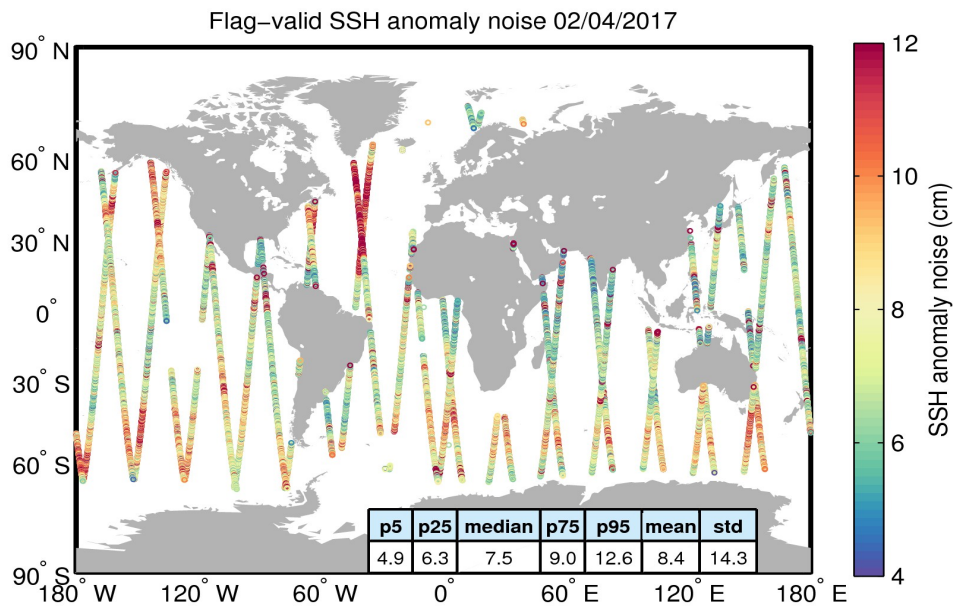 Flag−valid SSH anomaly noise 02/04/2017
90° N
60° N
30° N
0°
30° S
60° S
90° S
180° W
120° W
60° W
0°
60° E
120° E
180° E
p5 p25 median p75 p95 mean std
4.9 6.3 7.5 9.0 12.6 8.4 14.3
12
10
8
6
4
SSH anomaly noise (cm)